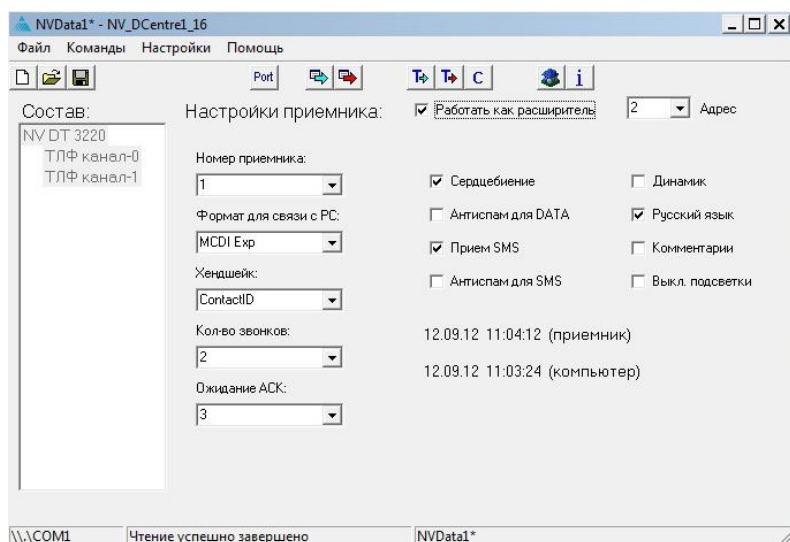 NVData1* - NV_DCentre1_16
Файл Команды Настройки Помощь
Port T T C i
Состав:
NV DT 3220
ТЛФ канал-0
ТЛФ канал-1
Настройки приемника:
Работать как расширитель
2 Адрес
Номер приемника:
1
Формат для связи с PC:
MCDI Exp
Хендшейк:
ContactID
Кол-во звонков:
2
Ожидание ACK:
3
Сердцебиение
Антиспам для DATA
Прием SMS
Антиспам для SMS
Динамик
Русский язык
Комментарии
Выкл. подсветки
12.09.12 11:04:12 (приемник)
12.09.12 11:03:24 (компьютер)
\\.\COM1 Чтение успешно завершено NVData1*